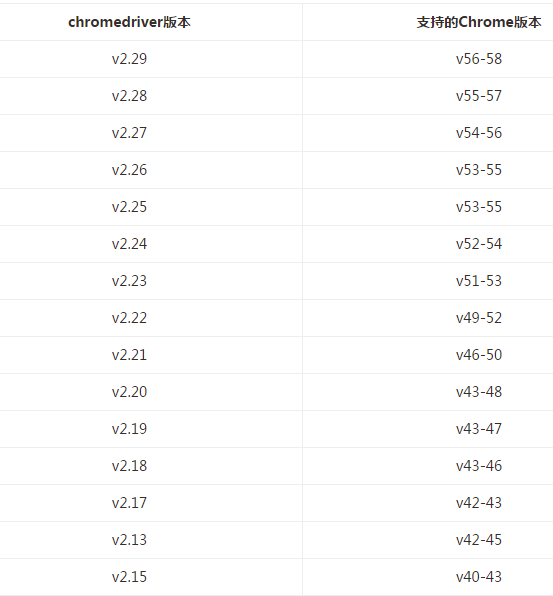 chromedriver版本 支持的Chrome版本
v2.29 v56-58
v2.28 v55-57
v2.27 v54-56
v2.26 v53-55
v2.25 v53-55
v2.24 v52-54
v2.23 v51-53
v2.22 v49-52
v2.21 v46-50
v2.20 v43-48
v2.19 v43-47
v2.18 v43-46
v2.17 v42-43
v2.13 v42-45
v2.15 v40-43